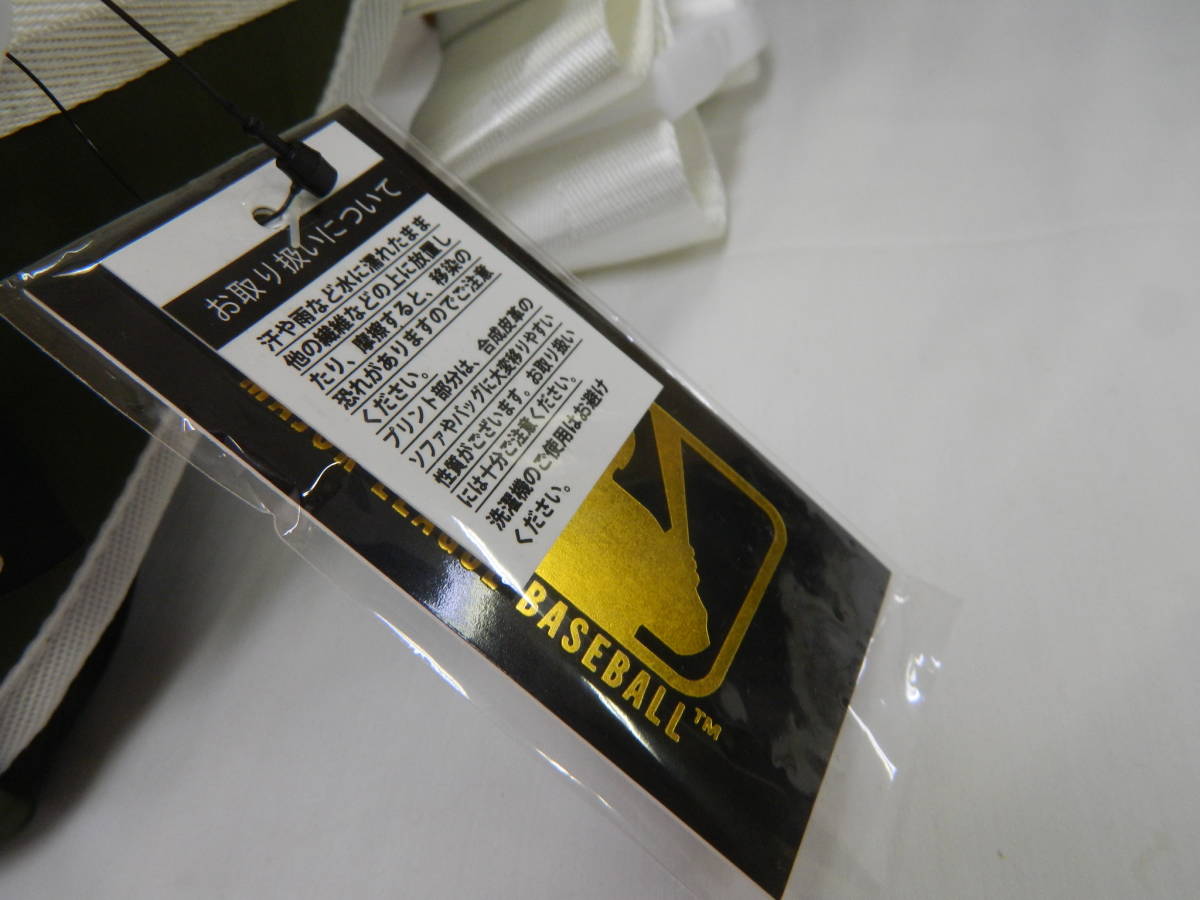 お取り扱いについて
汗や雨など水に濡れたまま
他の繊維などの上に放置し
たり、摩擦すると、移染の
恐れがありますのでご注意
ください。
プリント部分は、合成皮革の
ソファやバッグに大変移りやすい
性質がございます。お取り扱い
には十分ご注意ください。
洗濯機のご使用はお避け
ください。
BASEBALL™